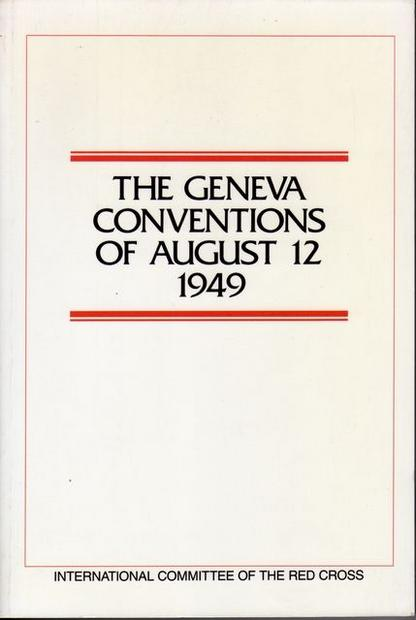 THE GENEVA
CONVENTIONS
OF AUGUST 12
1949
INTERNATIONAL COMMITTEE OF THE RED CROSS